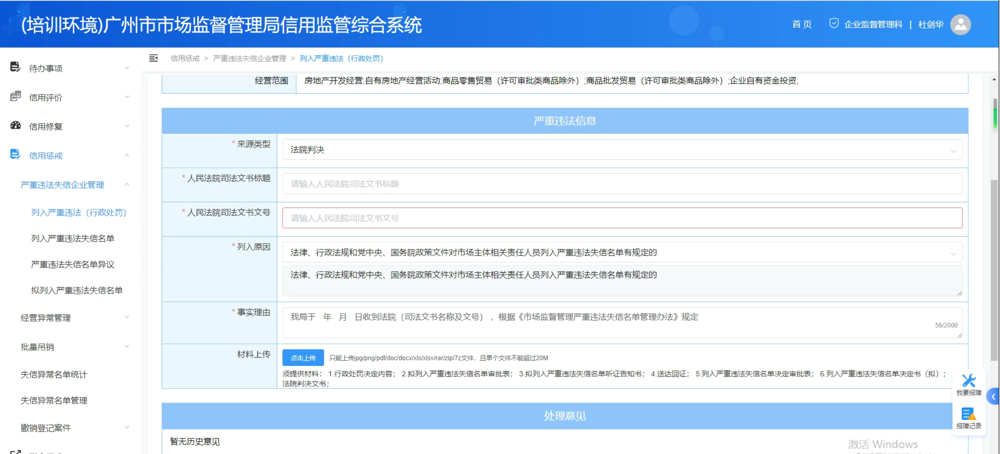 (培训环境)广州市市场监督管理局信用监管综合系统
首页
企业监督管理科 | 杜剑华
待办事项
信用评价
信用修复
信用惩戒
严重违法失信企业管理
列入严重违法（行政处罚）
列入严重违法失信名单
严重违法失信名单异议
拟列入严重违法失信名单
经营异常管理
批量吊销
失信异常名单统计
失信异常名单管理
撤销登记案件
信用惩戒 > 严重违法失信企业管理 > 列入严重违法（行政处罚）
经营范围 房地产开发经营;自有房地产经营活动;商品零售贸易（许可审批类商品除外）;商品批发贸易（许可审批类商品除外）;企业自有资金投资;
严重违法信息
* 来源类型 法院判决
* 人民法院司法文书标题 请输入人民法院司法文书标题
* 人民法院司法文书文号 请输入人民法院司法文书文号
* 列入原因 法律、行政法规和党中央、国务院政策文件对市场主体相关责任人员列入严重违法失信名单有规定的
法律、行政法规和党中央、国务院政策文件对市场主体相关责任人员列入严重违法失信名单有规定的
* 事实理由 我局于 年 月 日收到法院（司法文书名称及文号），根据《市场监督管理严重违法失信名单管理办法》规定
56/2000
材料上传 点击上传 只能上传jpg/png/pdf/doc/docx/xls/xlsx/rar/zip/7z文件，且单个文件不能超过20M
须提供材料： 1.行政处罚决定内容； 2.拟列入严重违法失信名单审批表； 3.拟列入严重违法失信名单听证告知书； 4.送达回证； 5.列入严重违法失信名单决定审批表； 6.列入严重违法失信名单决定书（拟）；
法院判决文书；
处理意见
暂无历史意见
我要报障
报障记录
激活 Windows